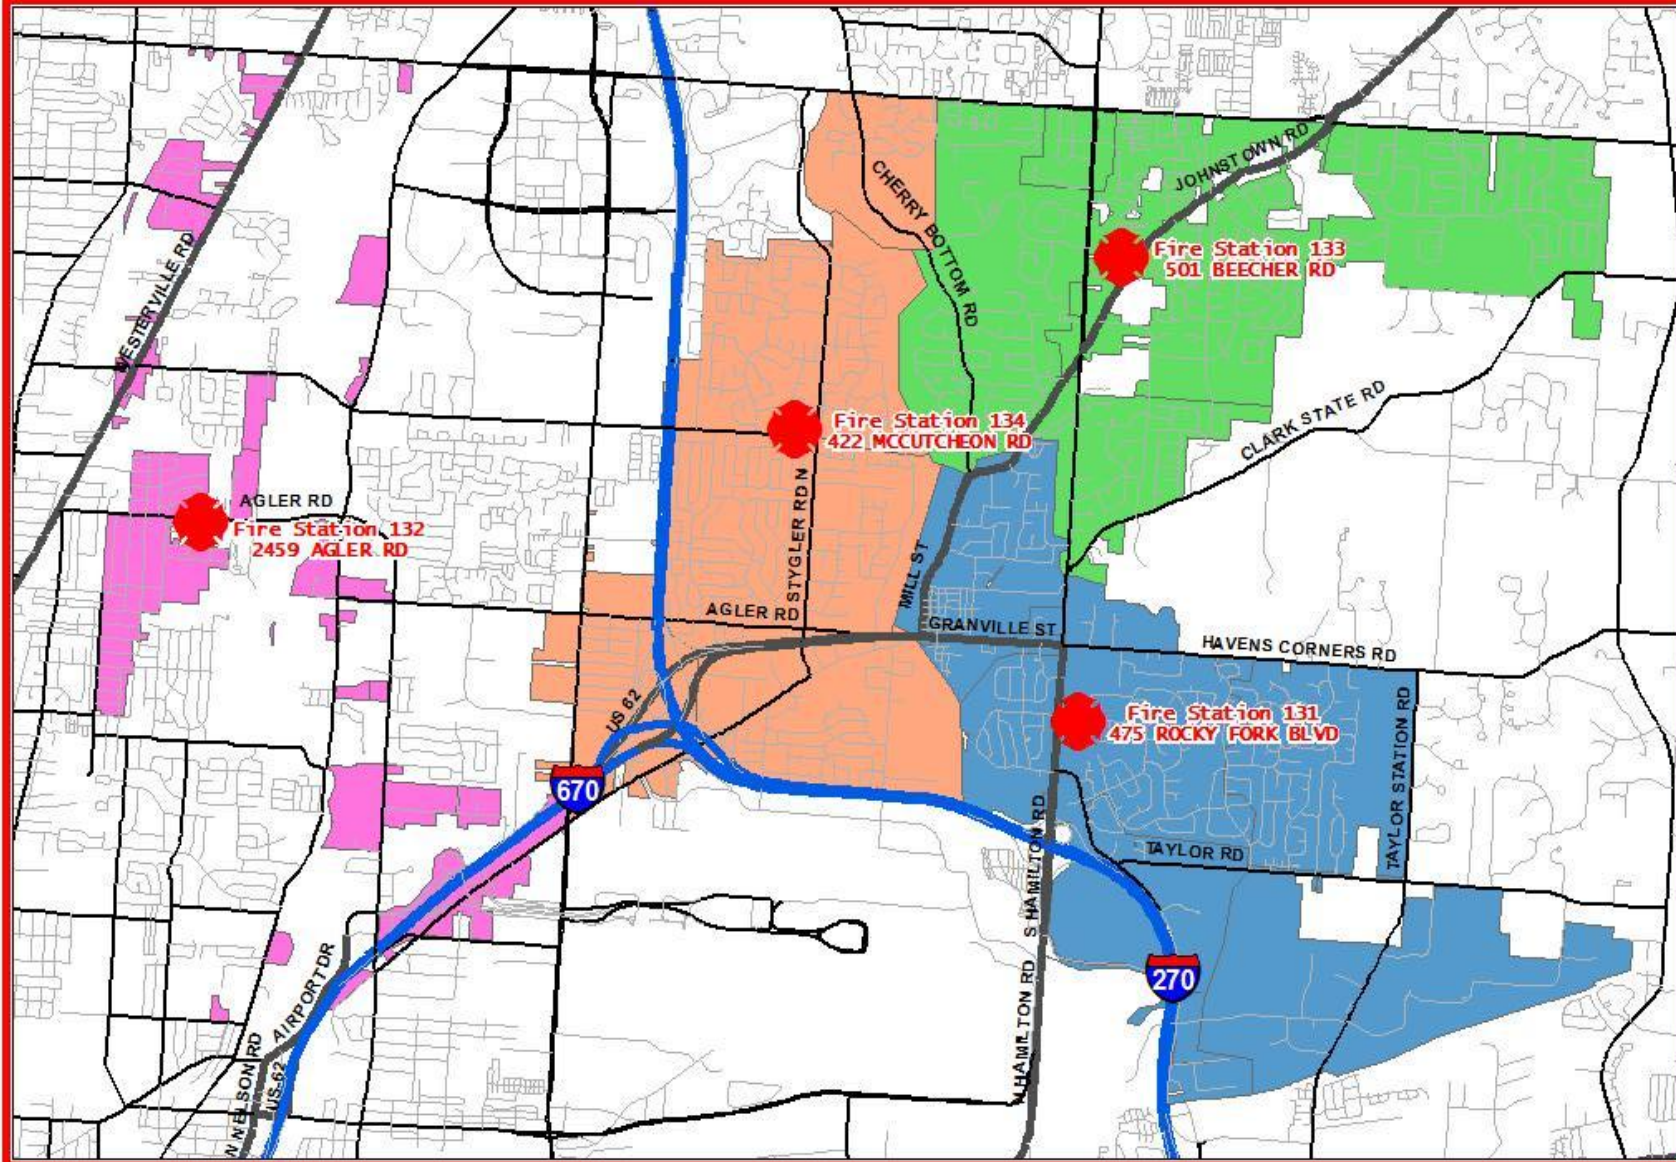 JOHNSTOWN RD
CHERRY BOTTOM RD
WESTERVILLE RD
Fire Station 133
501 BEECHER RD
CLARK STATE RD
Fire Station 134
422 MCCUTCHEON RD
AGLER RD
Fire Station 132
2459 AGLER RD
STYGLER RD N
MILL ST
AGLER RD
GRANVILLE ST
HAVENS CORNERS RD
US 62
Fire Station 131
475 ROCKY FORK BLVD
TAYLOR STATION RD
670
S HAMILTON RD
TAYLOR RD
270
AIRPORT DR
N HAMILTON RD
N NELSON RD
US 62